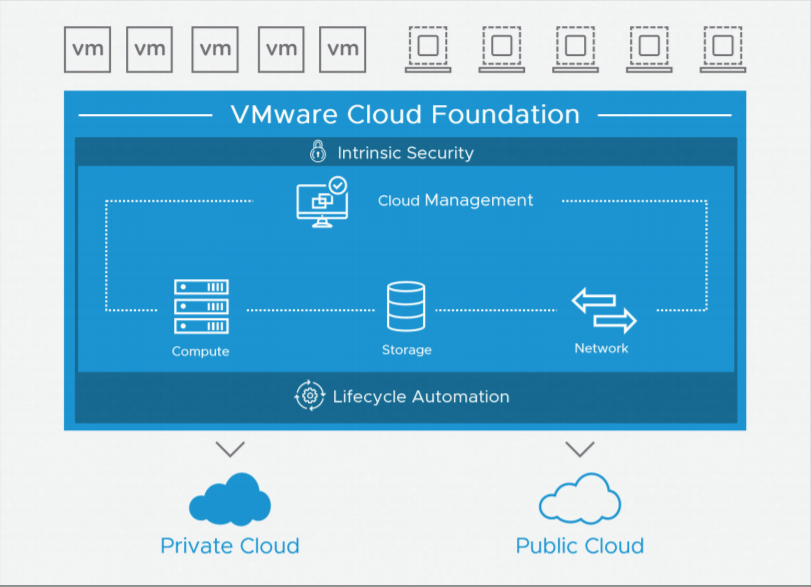 vm vm vm vm vm
VMware Cloud Foundation
Intrinsic Security
Cloud Management
Compute Storage Network
Lifecycle Automation
Private Cloud Public Cloud